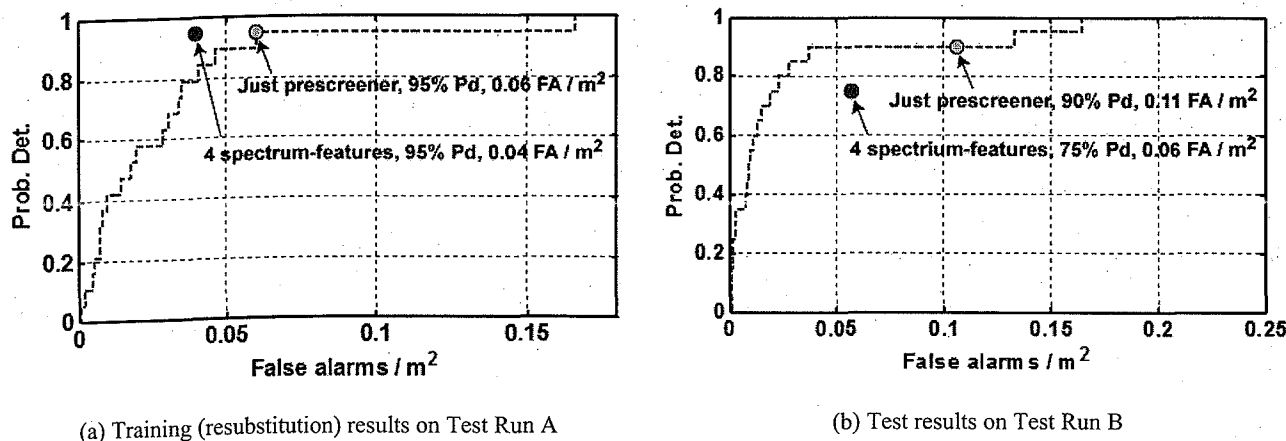 1
0.8
0.6
0.4
0.2
0
Prob. Det.
Just prescreener, 95% Pd, 0.06 FA / m²
4 spectrum-features, 95% Pd, 0.04 FA / m²
0
0.05
0.1
0.15
False alarms / m²
(a) Training (resubstitution) results on Test Run A
1
0.8
0.6
0.4
0.2
0
Prob. Det.
Just prescreener, 90% Pd, 0.11 FA / m²
4 spectrium-features, 75% Pd, 0.06 FA / m²
0
0.05
0.1
0.15
0.2
0.25
False alarms / m²
(b) Test results on Test Run B